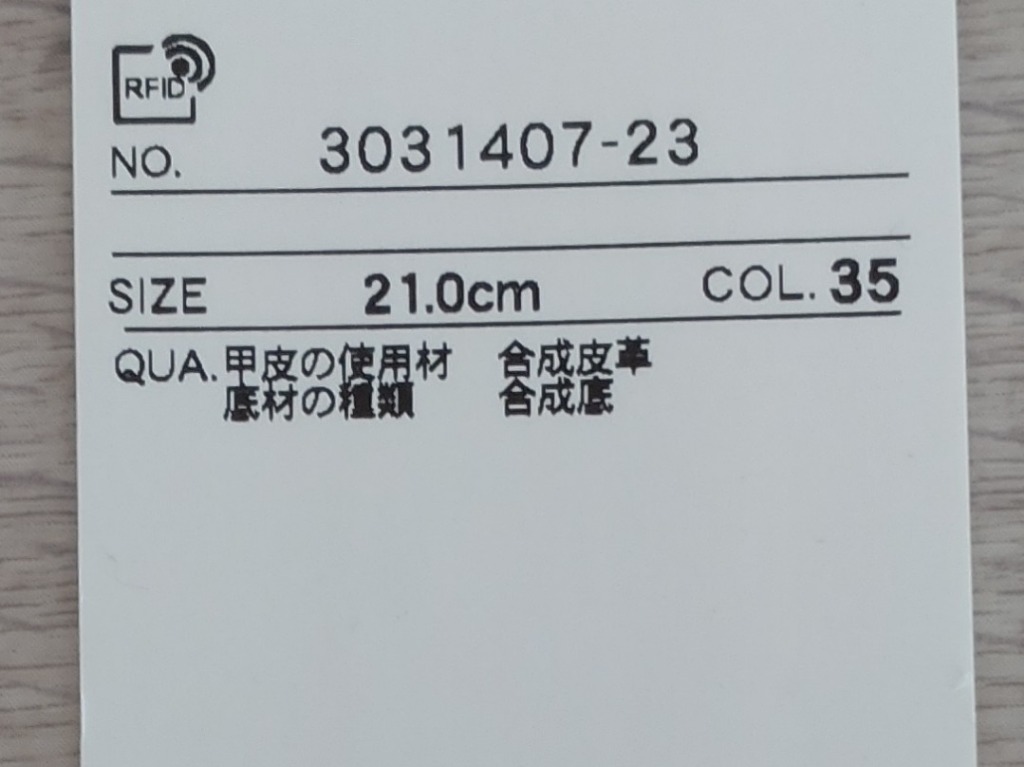 RFID
NO. 3031407-23
SIZE 21.0cm COL. 35
QUA. 甲皮の使用材 合成皮革
底材の種類 合成底